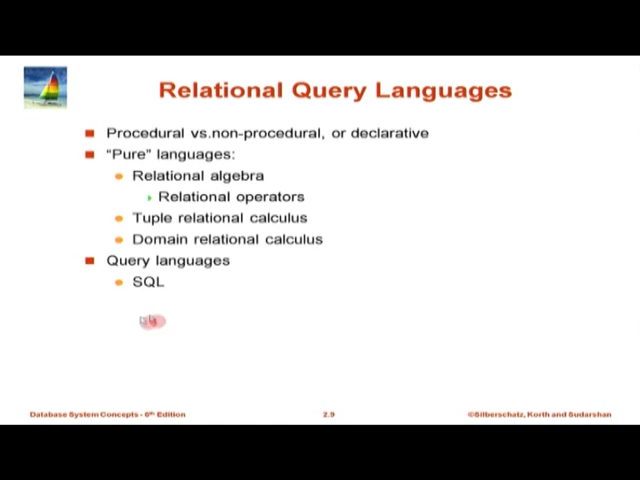 Relational Query Languages
Procedural vs.non-procedural, or declarative
“Pure” languages:
Relational algebra
Relational operators
Tuple relational calculus
Domain relational calculus
Query languages
SQL
Database System Concepts - 6th Edition
2.9
©Silberschatz, Korth and Sudarshan